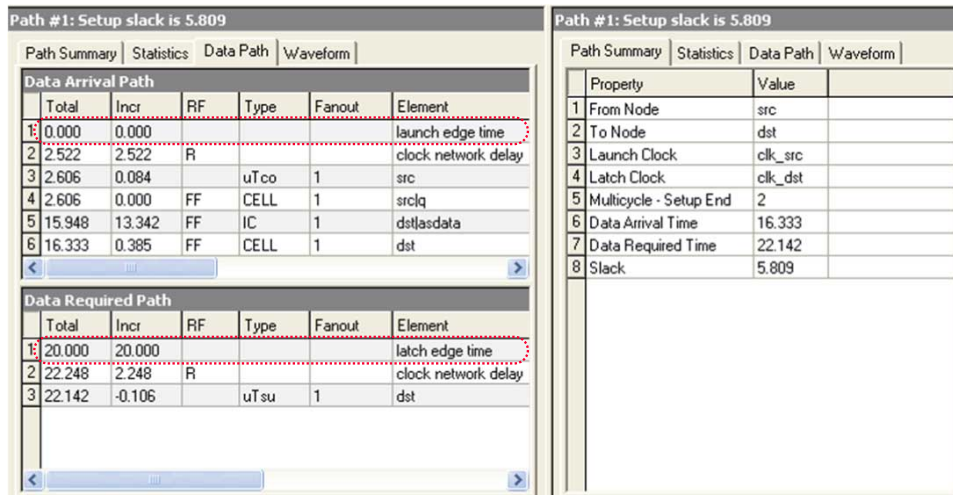 Path #1: Setup slack is 5.809
Path Summary Statistics Data Path Waveform
Data Arrival Path
Total Incr RF Type Fanout Element
1 0.000 0.000 launch edge time
2 2.522 2.522 R clock network delay
3 2.606 0.084 uTco 1 src
4 2.606 0.000 FF CELL 1 src|q
5 15.948 13.342 FF IC 1 dst|asdata
6 16.333 0.385 FF CELL 1 dst
Data Required Path
Total Incr RF Type Fanout Element
1 20.000 20.000 latch edge time
2 22.248 2.248 R clock network delay
3 22.142 -0.106 uTsu 1 dst
Path #1: Setup slack is 5.809
Path Summary Statistics Data Path Waveform
Property Value
1 From Node src
2 To Node dst
3 Launch Clock clk_src
4 Latch Clock clk_dst
5 Multicycle - Setup End 2
6 Data Arrival Time 16.333
7 Data Required Time 22.142
8 Slack 5.809